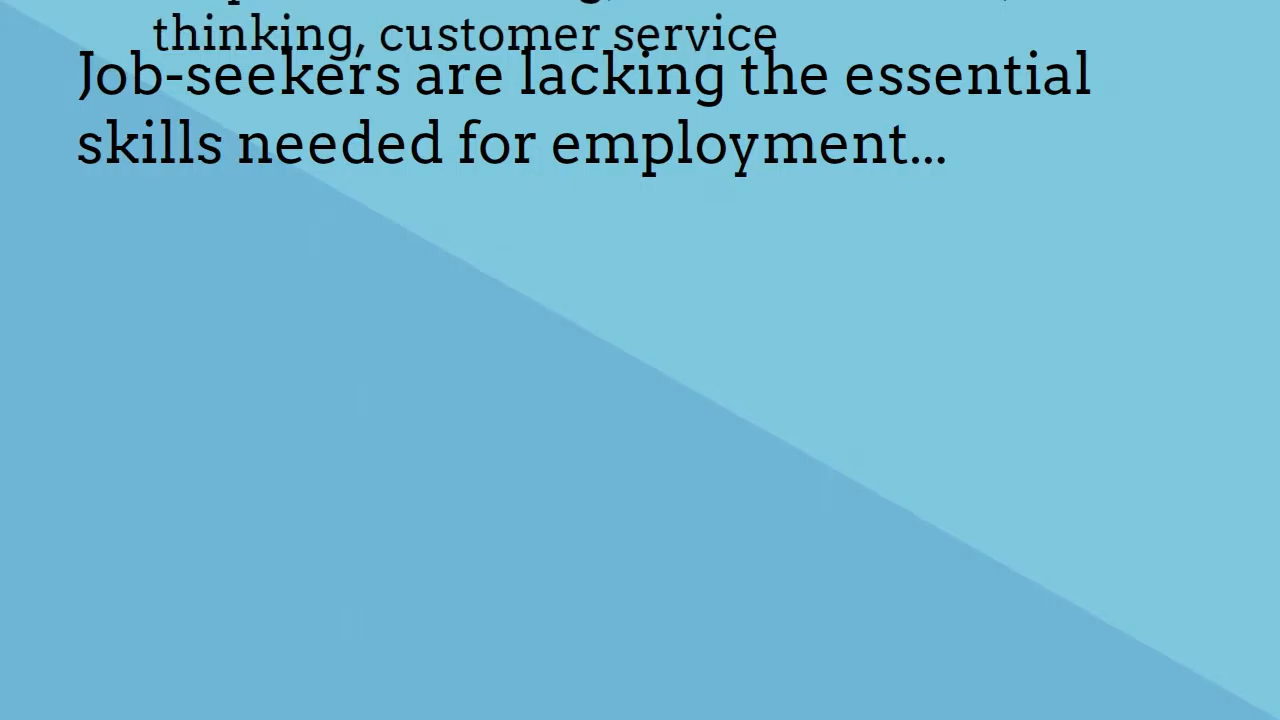 thinking, customer service
Job-seekers are lacking the essential
skills needed for employment...